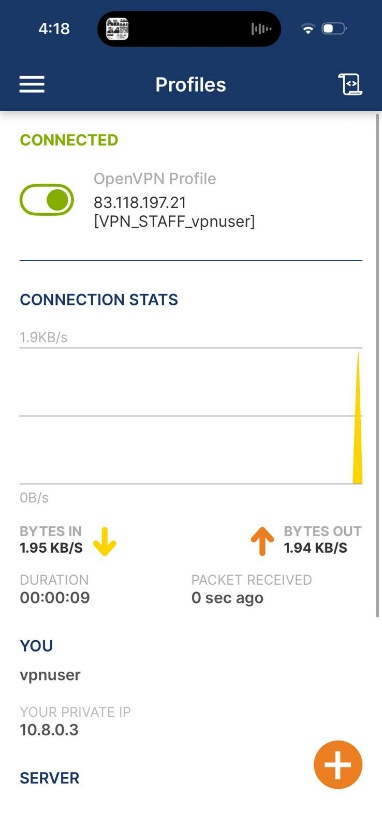 4:18
Profiles
CONNECTED
OpenVPN Profile
83.118.197.21
[VPN_STAFF_vpnuser]
CONNECTION STATS
1.9KB/s
0B/s
BYTES IN
1.95 KB/S
BYTES OUT
1.94 KB/S
DURATION
00:00:09
PACKET RECEIVED
0 sec ago
YOU
vpnuser
YOUR PRIVATE IP
10.8.0.3
SERVER